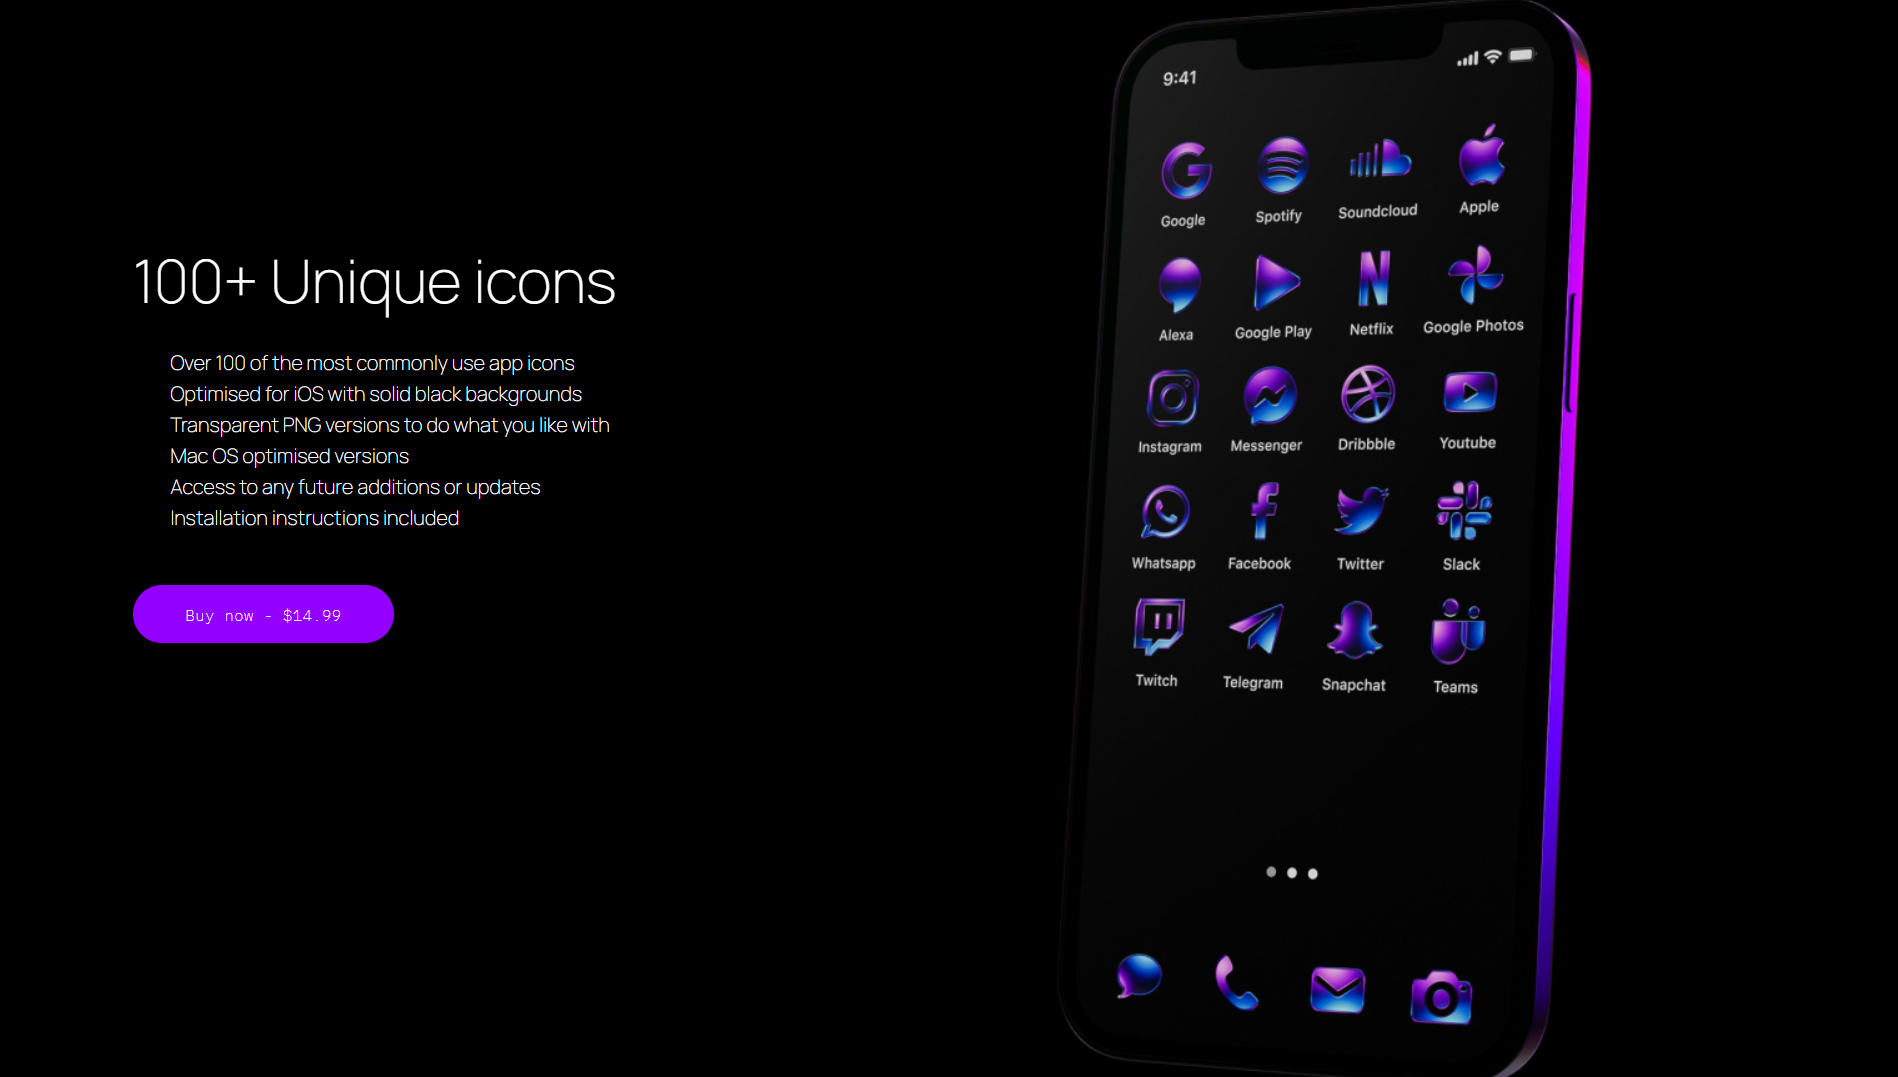 100+ Unique icons
Over 100 of the most commonly use app icons
Optimised for iOS with solid black backgrounds
Transparent PNG versions to do what you like with
Mac OS optimised versions
Access to any future additions or updates
Installation instructions included
Buy now - $14.99
9:41
Google Spotify Soundcloud Apple
Alexa Google Play Netflix Google Photos
Instagram Messenger Dribbble Youtube
Whatsapp Facebook Twitter Slack
Twitch Telegram Snapchat Teams